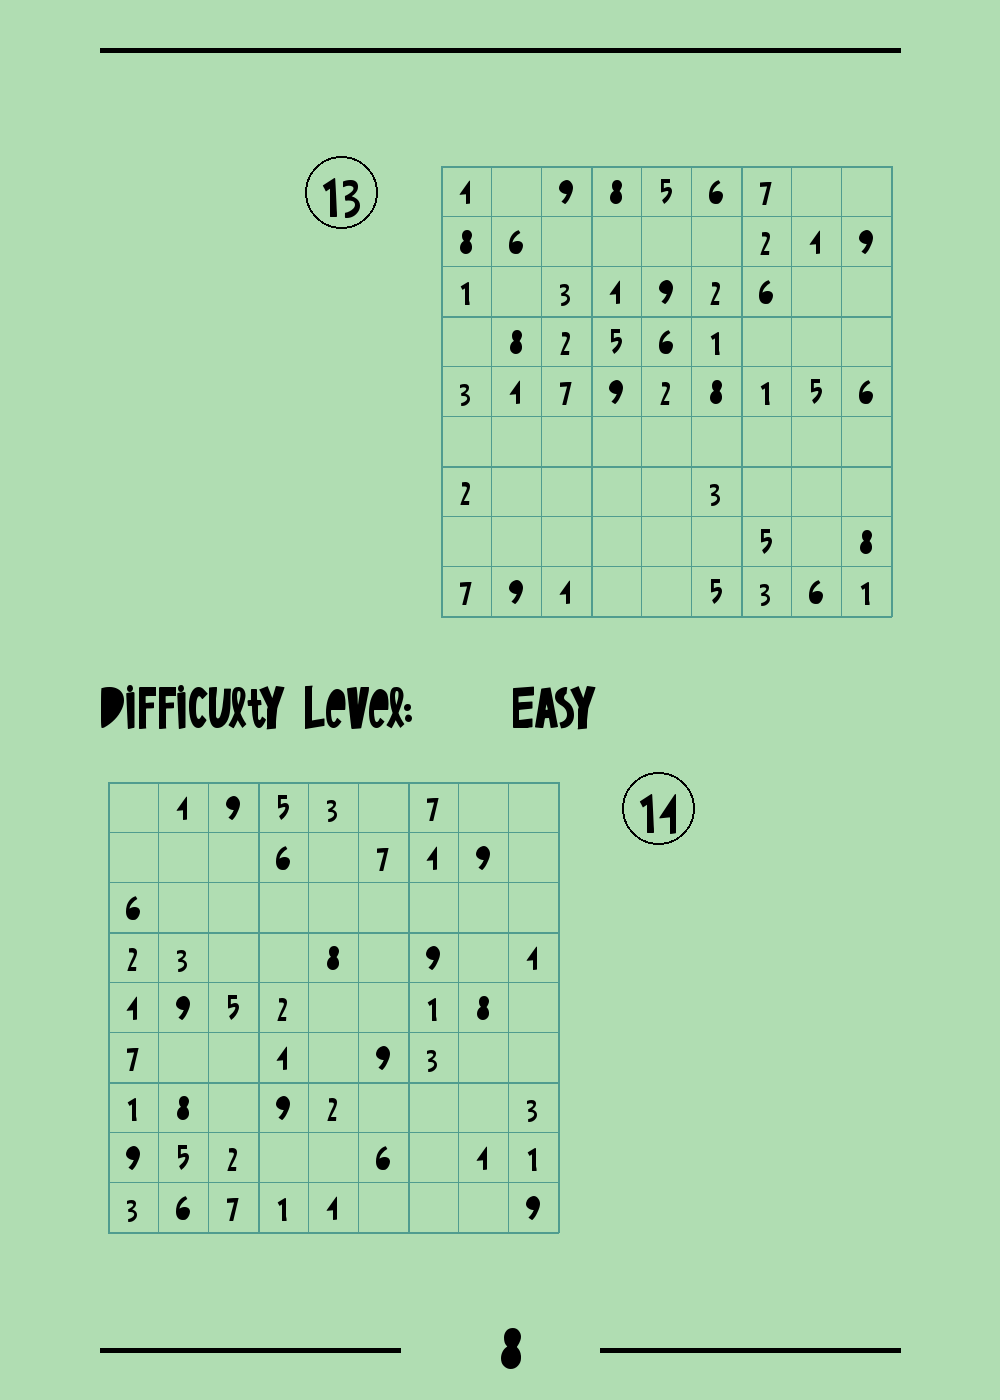 13
4 9 8 5 6 7
8 6 2 4 9
1 3 4 9 2 6
8 2 5 6 1
3 4 7 9 2 8 1 5 6
2 3
5 8
7 9 4 5 3 6 1
Difficulty Level: EASY
14
4 9 5 3 7
6 7 4 9
6
2 3 8 9 4
4 9 5 2 1 8
7 4 9 3
1 8 9 2 3
9 5 2 6 4 1
3 6 7 1 4 9
8